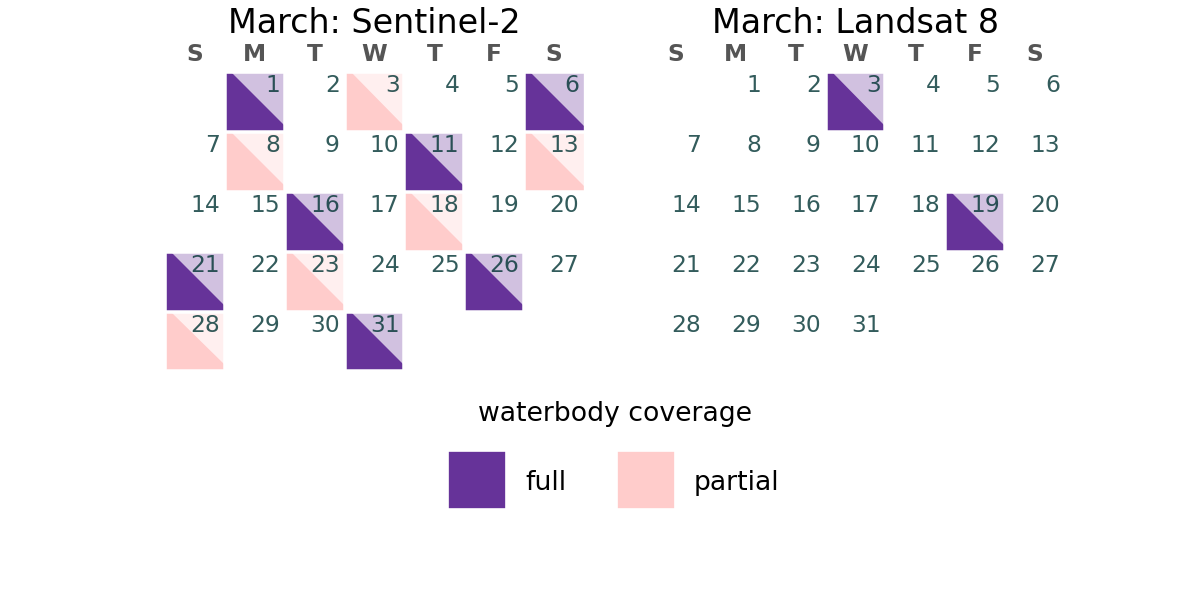 March: Sentinel-2
S M T W T F S
1 2 3 4 5 6
7 8 9 10 11 12 13
14 15 16 17 18 19 20
21 22 23 24 25 26 27
28 29 30 31
March: Landsat 8
S M T W T F S
1 2 3 4 5 6
7 8 9 10 11 12 13
14 15 16 17 18 19 20
21 22 23 24 25 26 27
28 29 30 31
waterbody coverage
full partial